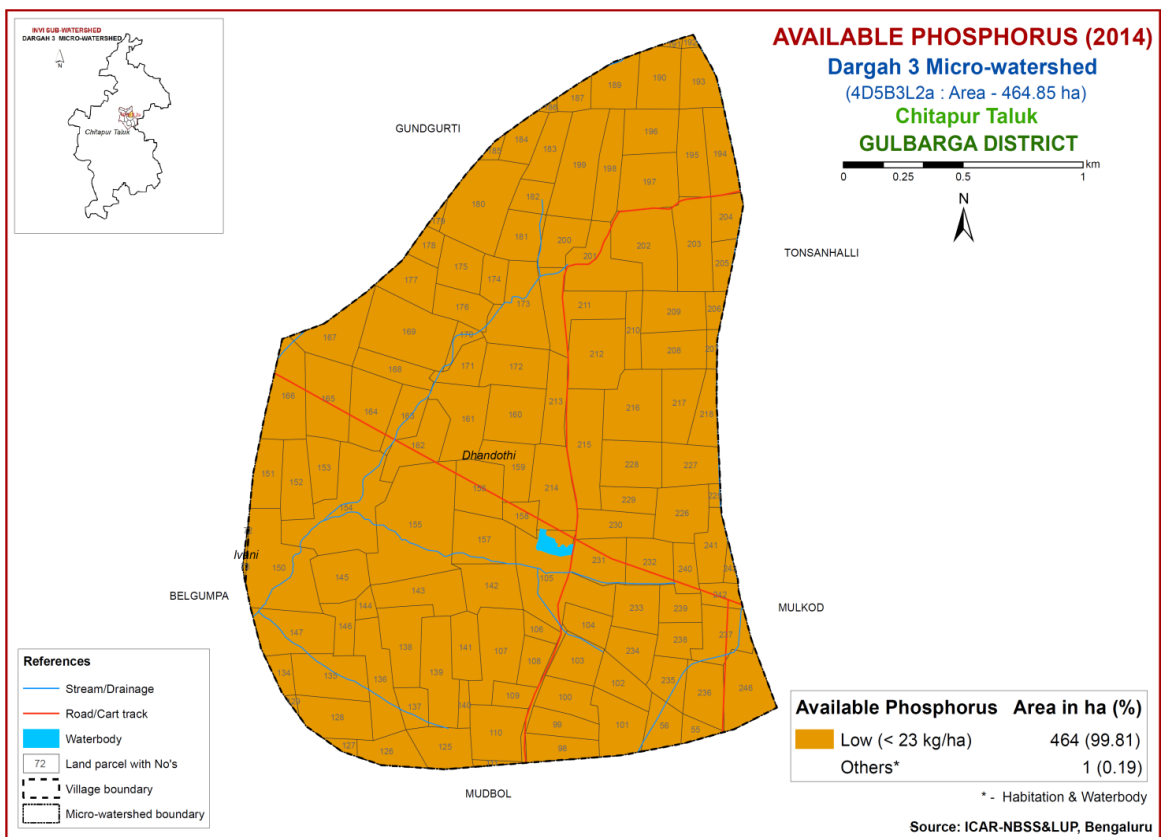 INVI SUB-WATERSHED
DARGAH 3 MICRO-WATERSHED
N
Chitapur Taluk
AVAILABLE PHOSPHORUS (2014)
Dargah 3 Micro-watershed
(4D5B3L2a : Area - 464.85 ha)
Chitapur Taluk
GULBARGA DISTRICT
km
0 0.25 0.5 1
N
GUNDGURTI
TONSANHALLI
190
189 193
187
196
184 183
194
195
199 198
197
180 182
204
181 200
202 203
178 201
205
175 174
177
173
176 211
209
210
170
169
167
208
212
171 172
168
166 165 164 213
216 217
218
163 161 160
162 215
Dhandothi
159
228 227
153
151
152
156 214
229
154
158
226
155 230
157
241
Ivani
231 232
240
150
145
105
143 142
BELGUMPA
144
MULKOD
233 239
147 146
106 104
237
138 141 107
234 238
108 103
134 135 136 139
102 235
236 246
109 100
137 140
128
110 99 101 56 55
127 126 125
98
MUDBOL
References
Stream/Drainage
Road/Cart track
Waterbody
72 Land parcel with No's
Village boundary
Micro-watershed boundary
Available Phosphorus Area in ha (%)
Low (< 23 kg/ha) 464 (99.81)
Others* 1 (0.19)
* - Habitation & Waterbody
Source: ICAR-NBSS&LUP, Bengaluru